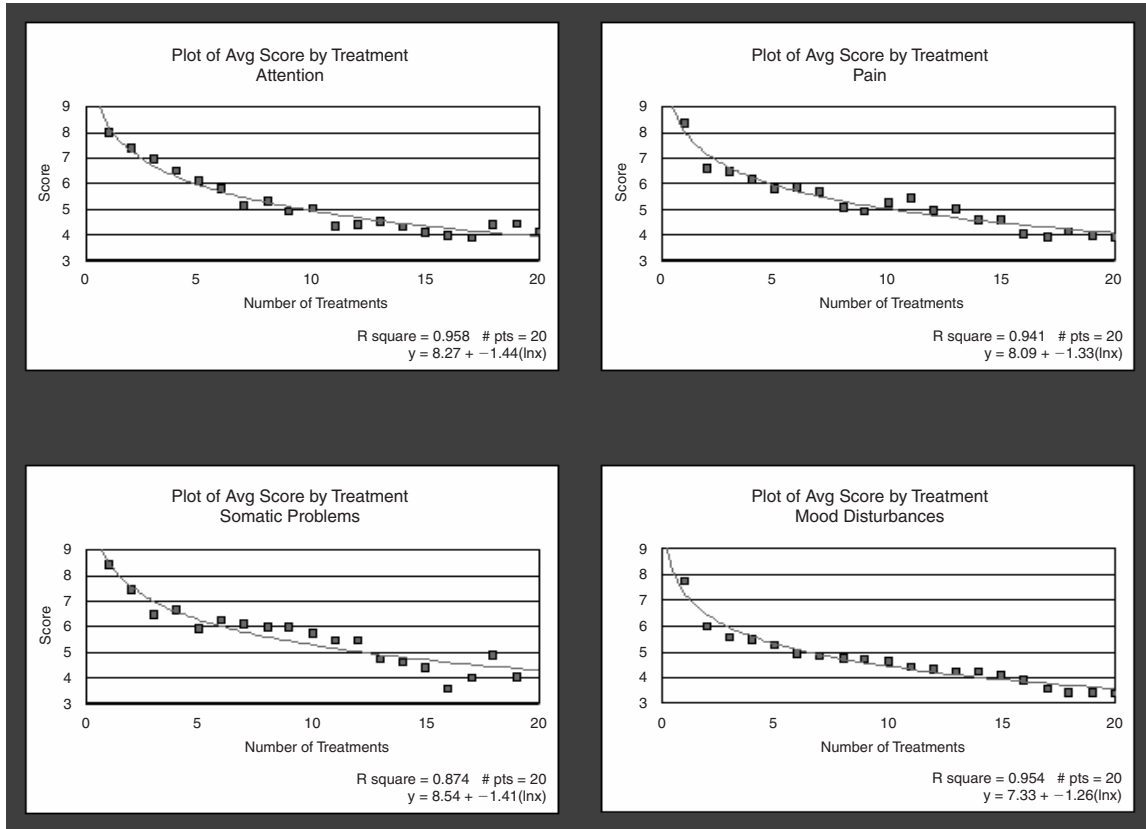 Plot of Avg Score by Treatment
Attention
9
8
7
6
5
4
3
Score
0 5 10 15 20
Number of Treatments
R square = 0.958 # pts = 20
y = 8.27 + −1.44(lnx)
Plot of Avg Score by Treatment
Pain
9
8
7
6
5
4
3
Score
0 5 10 15 20
Number of Treatments
R square = 0.941 # pts = 20
y = 8.09 + −1.33(lnx)
Plot of Avg Score by Treatment
Somatic Problems
9
8
7
6
5
4
3
Score
0 5 10 15 20
Number of Treatments
R square = 0.874 # pts = 20
y = 8.54 + −1.41(lnx)
Plot of Avg Score by Treatment
Mood Disturbances
9
8
7
6
5
4
3
0 5 10 15 20
Number of Treatments
R square = 0.954 # pts = 20
y = 7.33 + −1.26(lnx)